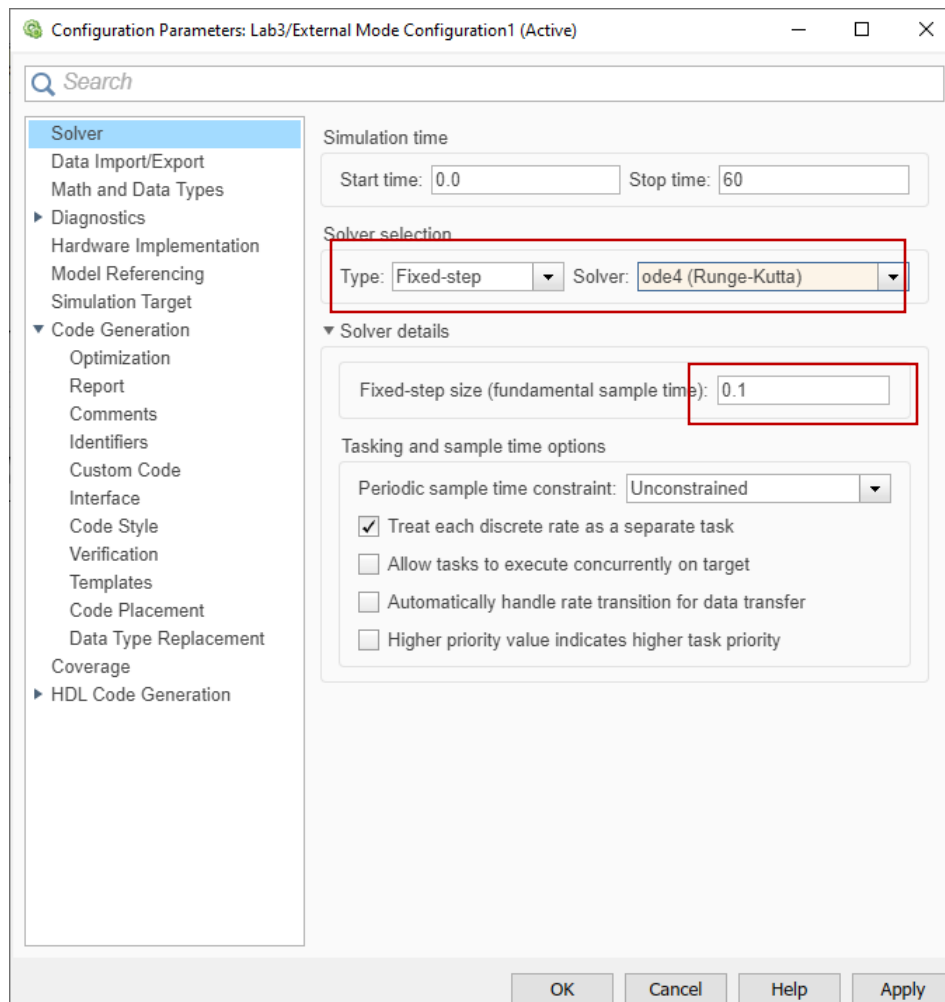 Configuration Parameters: Lab3/External Mode Configuration1 (Active)
Search
Solver
Data Import/Export
Math and Data Types
Diagnostics
Hardware Implementation
Model Referencing
Simulation Target
Code Generation
Optimization
Report
Comments
Identifiers
Custom Code
Interface
Code Style
Verification
Templates
Code Placement
Data Type Replacement
Coverage
HDL Code Generation
Simulation time
Start time: 0.0 Stop time: 60
Solver selection
Type: Fixed-step Solver: ode4 (Runge-Kutta)
Solver details
Fixed-step size (fundamental sample time): 0.1
Tasking and sample time options
Periodic sample time constraint: Unconstrained
Treat each discrete rate as a separate task
Allow tasks to execute concurrently on target
Automatically handle rate transition for data transfer
Higher priority value indicates higher task priority
OK Cancel Help Apply